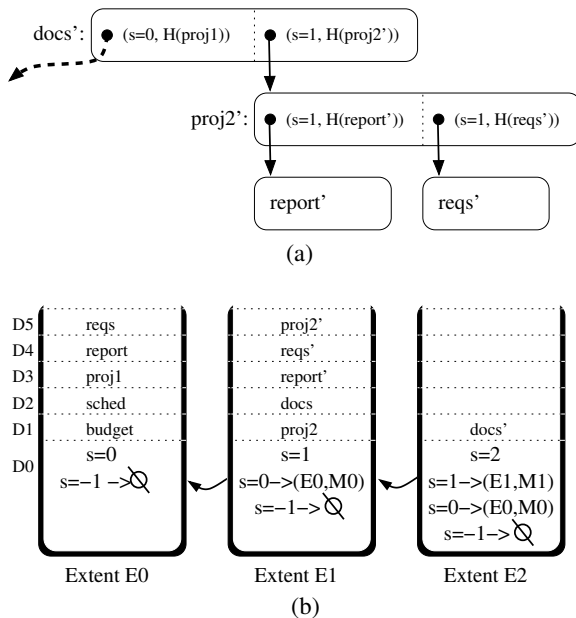 docs’: (s=0, H(proj1)) (s=1, H(proj2’))
proj2’: (s=1, H(report’)) (s=1, H(reqs’))
report’ reqs’
(a)
D5 reqs proj2’
D4 report reqs’
D3 proj1 report’
D2 sched docs
D1 budget proj2 docs’
D0 s=0 s=1 s=2
s=−1 −>∅ s=0−>(E0,M0) s=1−>(E1,M1)
s=−1−>∅ s=0−>(E0,M0)
s=−1−>∅
Extent E0 Extent E1 Extent E2
(b)